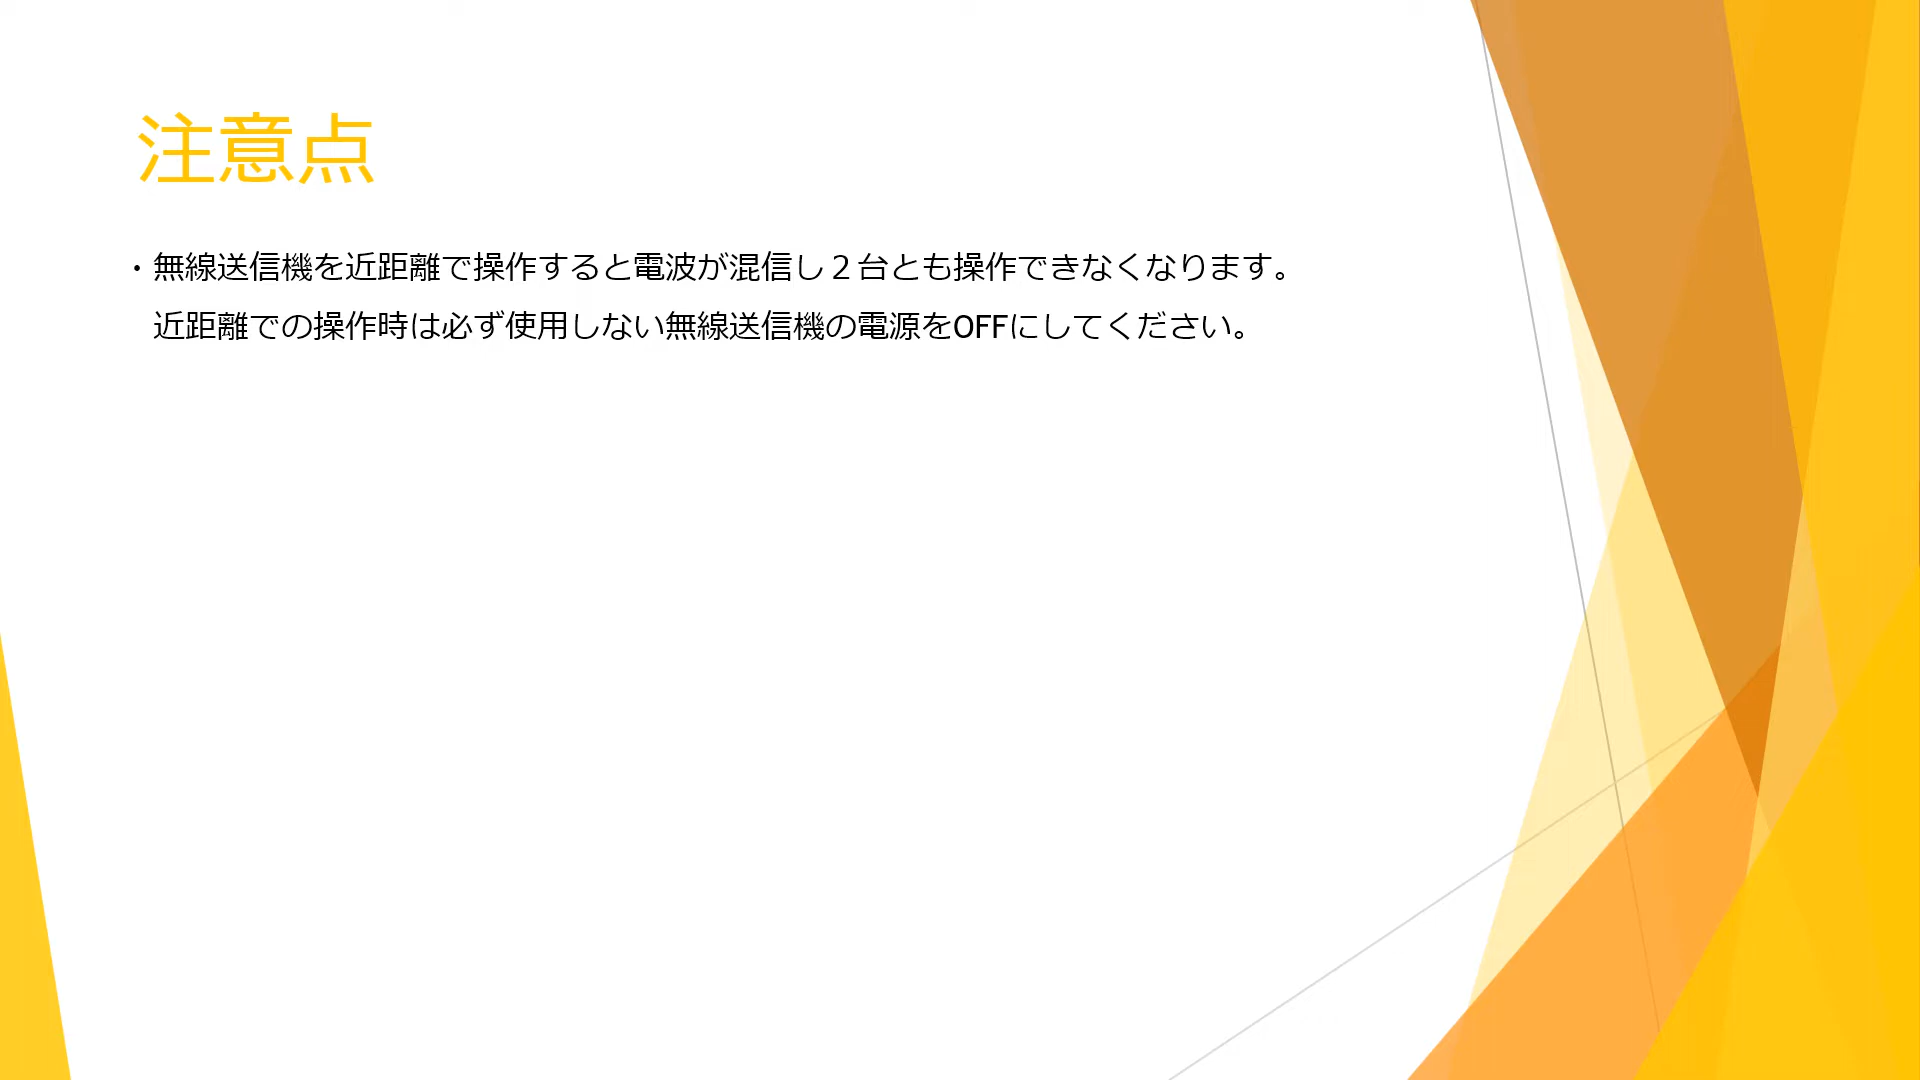 注意点
・無線送信機を近距離で操作すると電波が混信し２台とも操作できなくなります。
近距離での操作時は必ず使用しない無線送信機の電源をOFFにしてください。